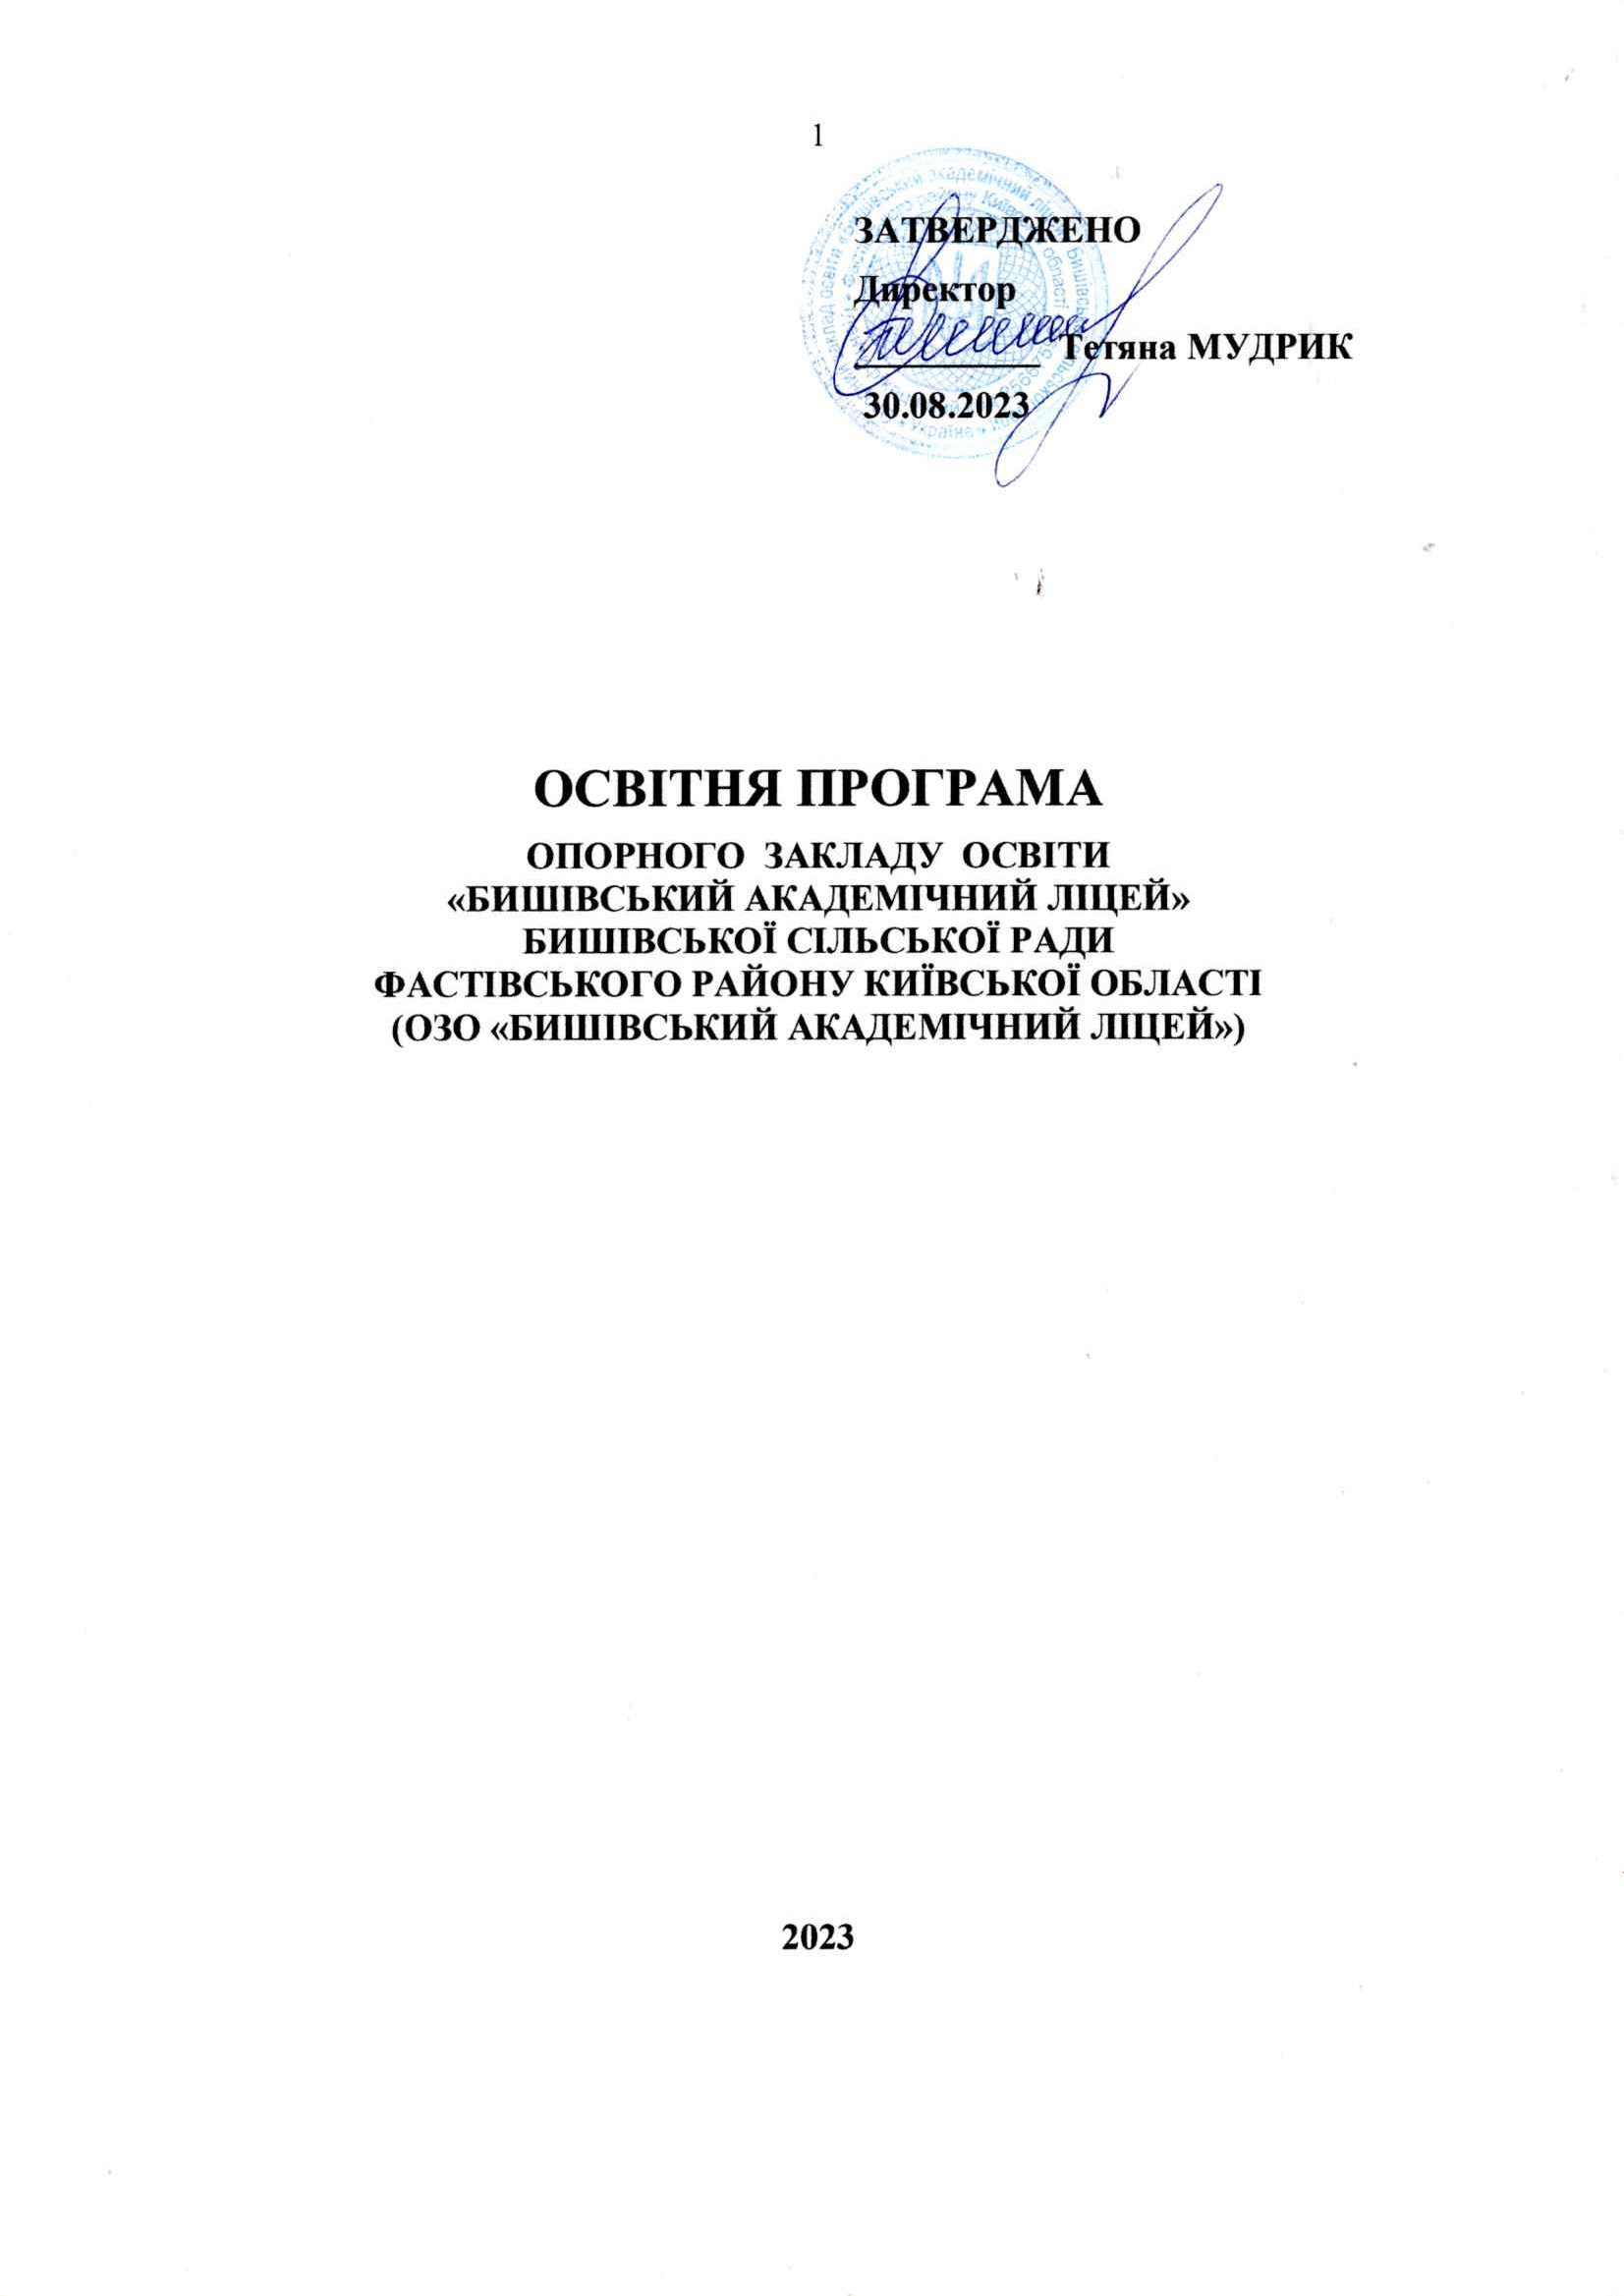 1
ЗАТВЕРДЖЕНО
Директор
Тетяна МУДРИК
30.08.2023
ОСВІТНЯ ПРОГРАМА
ОПОРНОГО ЗАКЛАДУ ОСВІТИ
«БИШІВСЬКИЙ АКАДЕМІЧНИЙ ЛІЦЕЙ»
БИШІВСЬКОЇ СІЛЬСЬКОЇ РАДИ
ФАСТІВСЬКОГО РАЙОНУ КИЇВСЬКОЇ ОБЛАСТІ
(ОЗО «БИШІВСЬКИЙ АКАДЕМІЧНИЙ ЛІЦЕЙ»)
2023